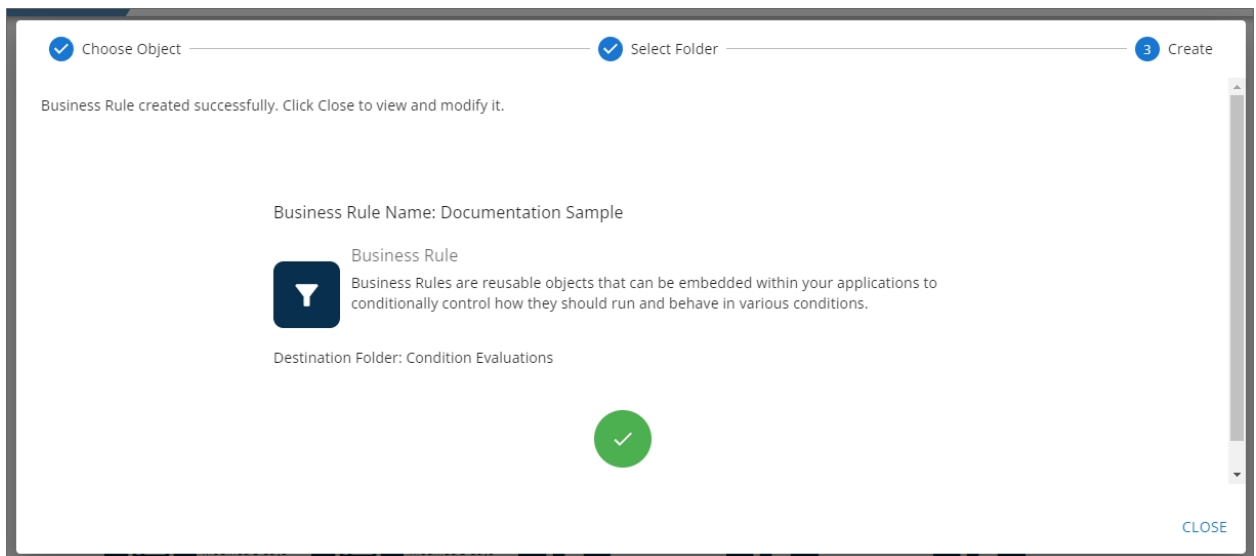 Choose Object
Select Folder
3 Create
Business Rule created successfully. Click Close to view and modify it.
Business Rule Name: Documentation Sample
Business Rule
Business Rules are reusable objects that can be embedded within your applications to
conditionally control how they should run and behave in various conditions.
Destination Folder: Condition Evaluations
CLOSE